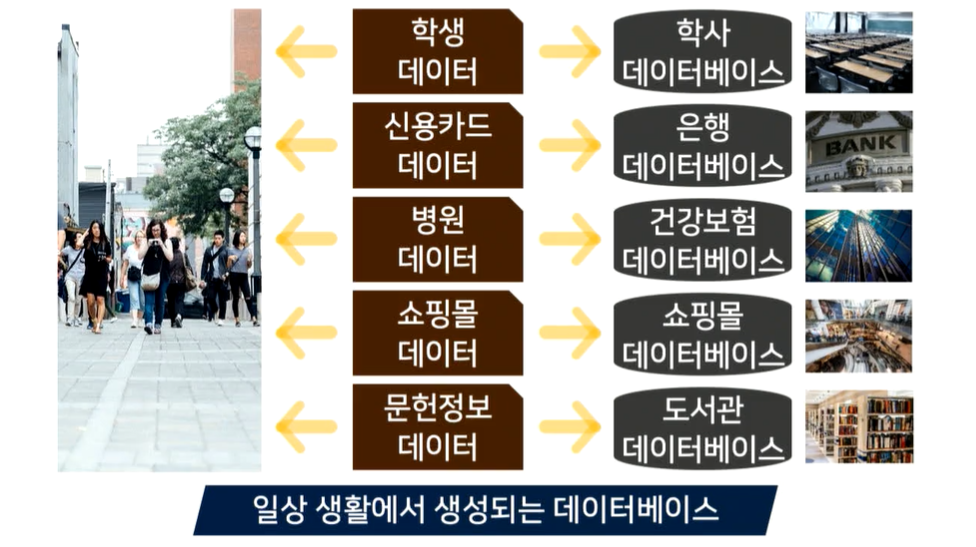 학생
데이터
학사
데이터베이스
신용카드
데이터
은행
데이터베이스
BANK
병원
데이터
건강보험
데이터베이스
쇼핑몰
데이터
쇼핑몰
데이터베이스
문헌정보
데이터
도서관
데이터베이스
일상 생활에서 생성되는 데이터베이스